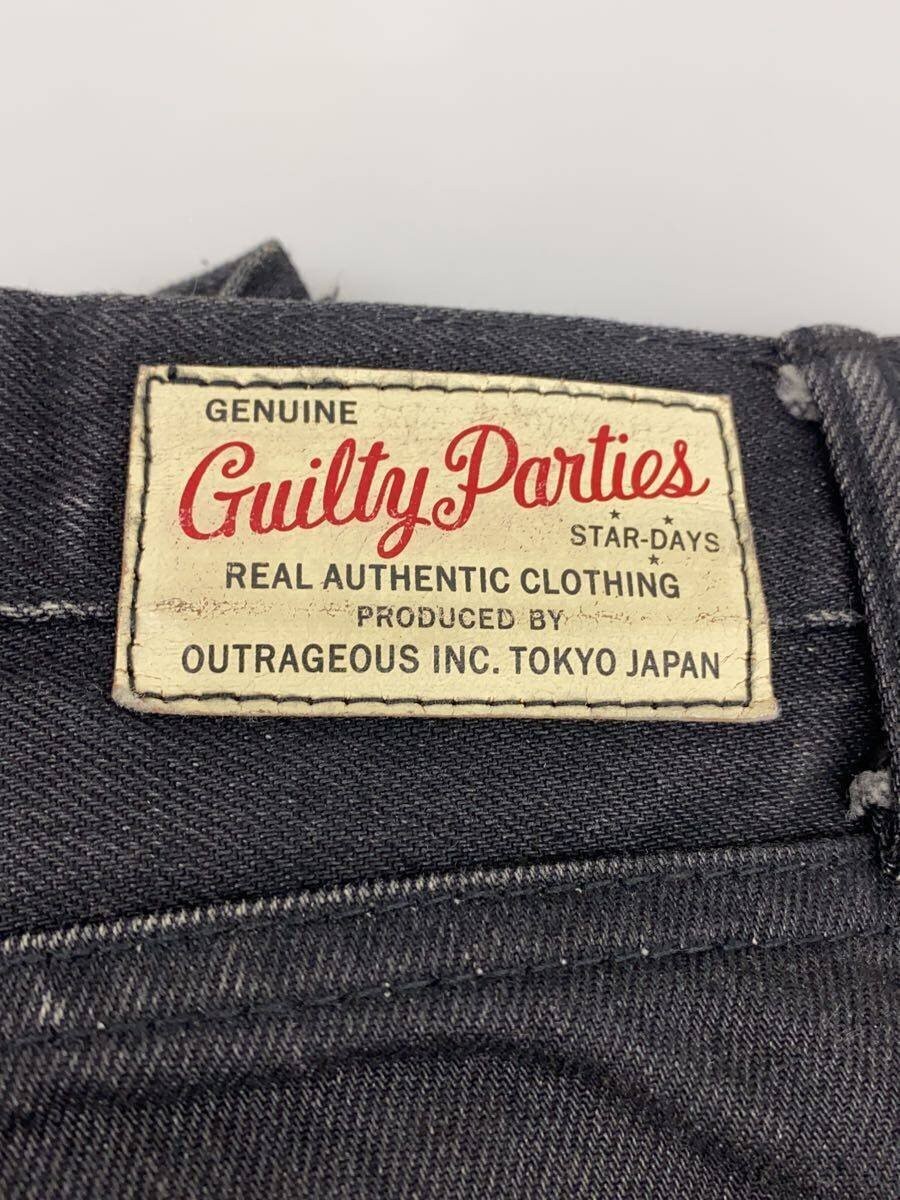 GENUINE
Guilty Parties
STAR-DAYS
REAL AUTHENTIC CLOTHING
PRODUCED BY
OUTRAGEOUS INC. TOKYO JAPAN